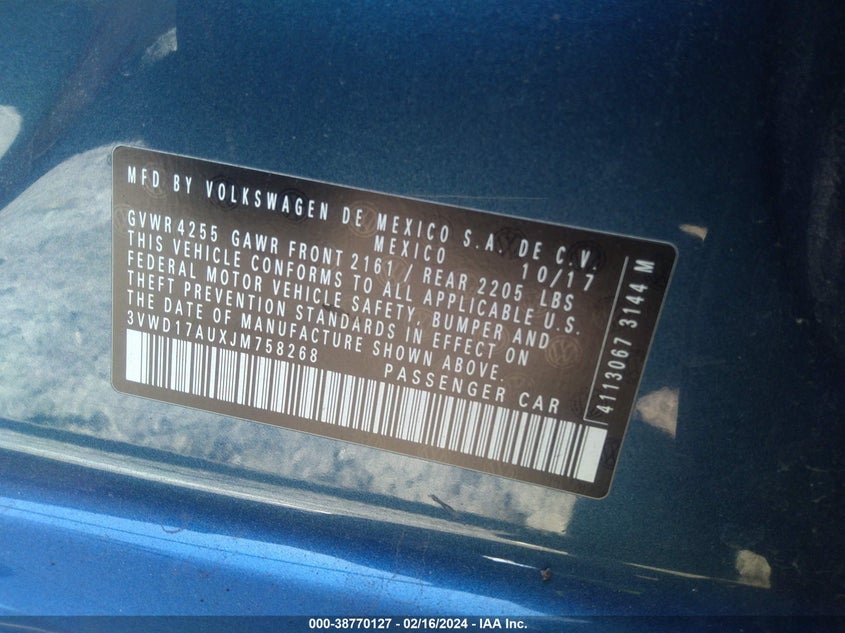 MFD BY VOLKSWAGEN DE MEXICO S.A. DE C.V.
MEXICO 10/17
GVWR 4255 GAWR FRONT 2161 / REAR 2205 LBS
THIS VEHICLE CONFORMS TO ALL APPLICABLE U.S.
FEDERAL MOTOR VEHICLE SAFETY, BUMPER AND
THEFT PREVENTION STANDARDS IN EFFECT ON
THE DATE OF MANUFACTURE SHOWN ABOVE.
3VWD17AUXJM758268
PASSENGER CAR
4113067 3144 M
000-38770127 - 02/16/2024 - IAA Inc.